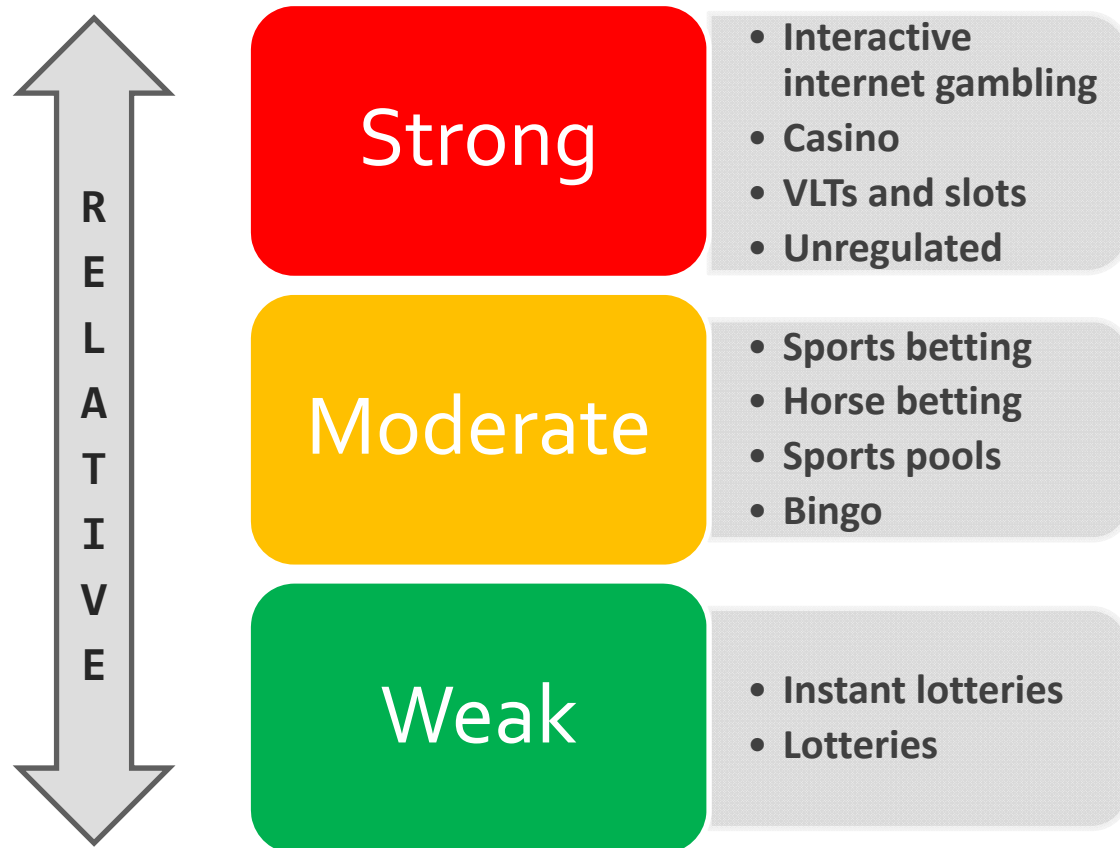 RELATIVE
Strong
• Interactive
internet gambling
• Casino
• VLTs and slots
• Unregulated
Moderate
• Sports betting
• Horse betting
• Sports pools
• Bingo
Weak
• Instant lotteries
• Lotteries